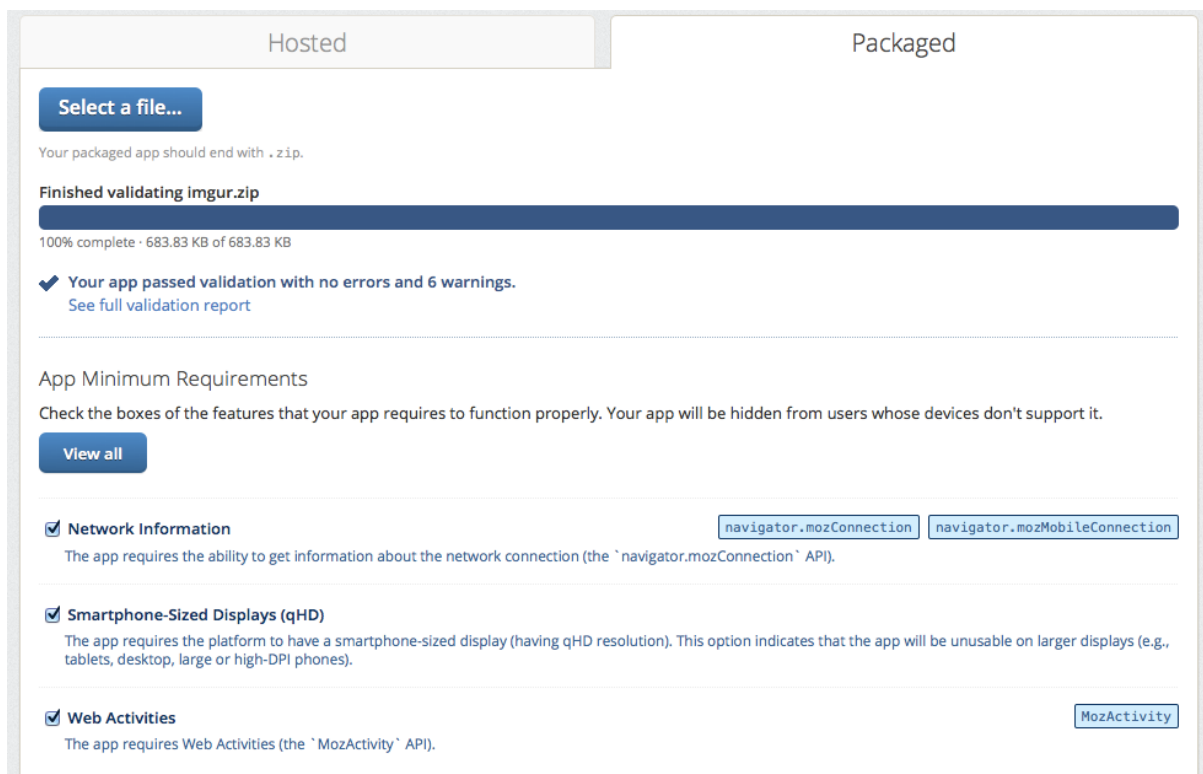 Hosted
Packaged
Select a file...
Your packaged app should end with .zip.
Finished validating imgur.zip
100% complete · 683.83 KB of 683.83 KB
Your app passed validation with no errors and 6 warnings.
See full validation report
App Minimum Requirements
Check the boxes of the features that your app requires to function properly. Your app will be hidden from users whose devices don't support it.
View all
Network Information
navigator.mozConnection
navigator.mozMobileConnection
The app requires the ability to get information about the network connection (the `navigator.mozConnection` API).
Smartphone-Sized Displays (qHD)
The app requires the platform to have a smartphone-sized display (having qHD resolution). This option indicates that the app will be unusable on larger displays (e.g.,
tablets, desktop, large or high-DPI phones).
Web Activities
MozActivity
The app requires Web Activities (the `MozActivity` API).